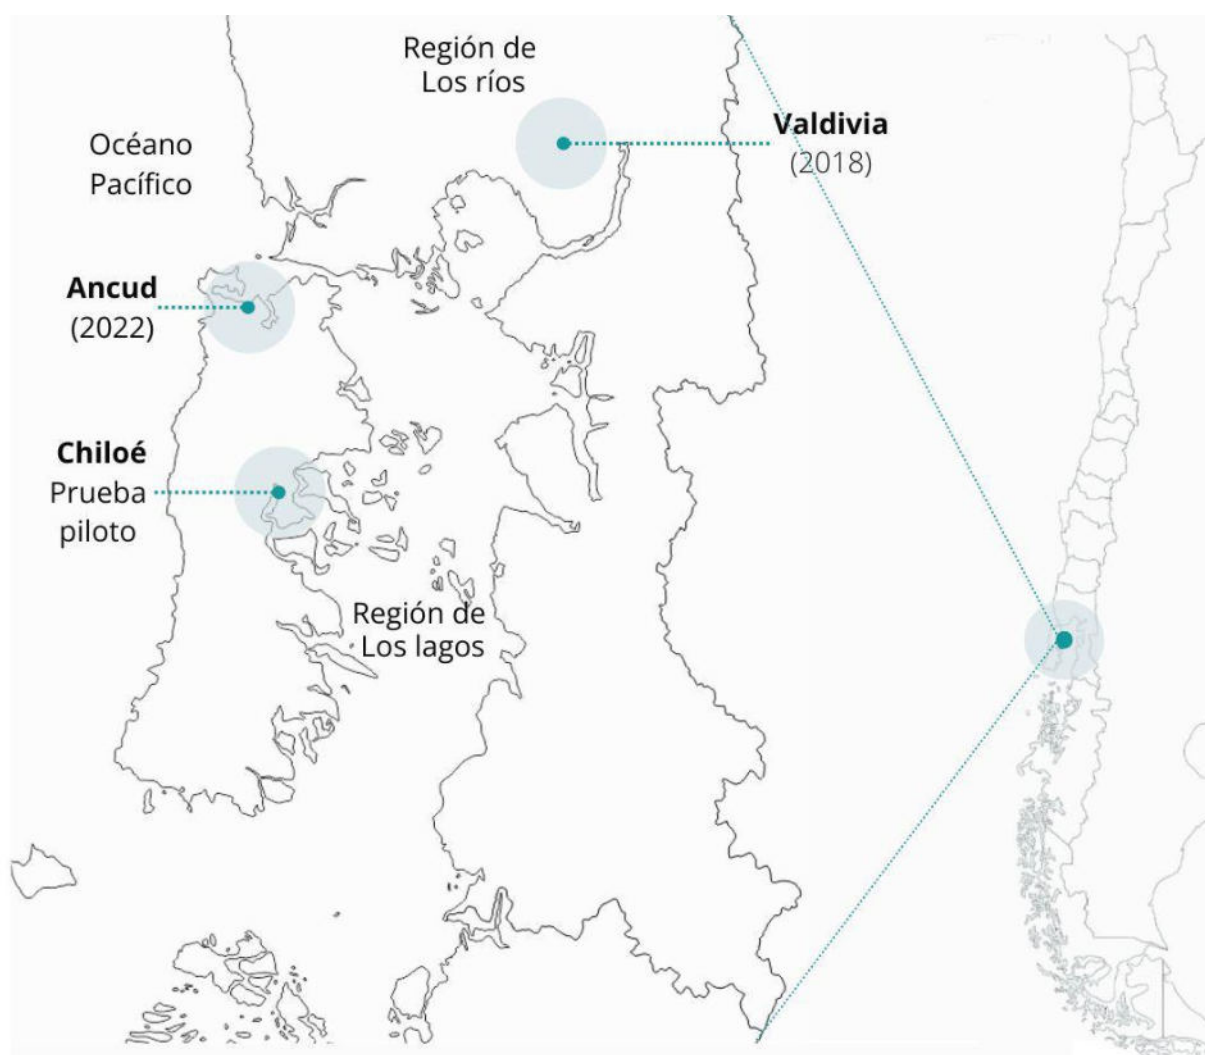 Región de
Los ríos
Valdivia
(2018)
Océano
Pacífico
Ancud
(2022)
Chiloé
Prueba
piloto
Región de
Los lagos